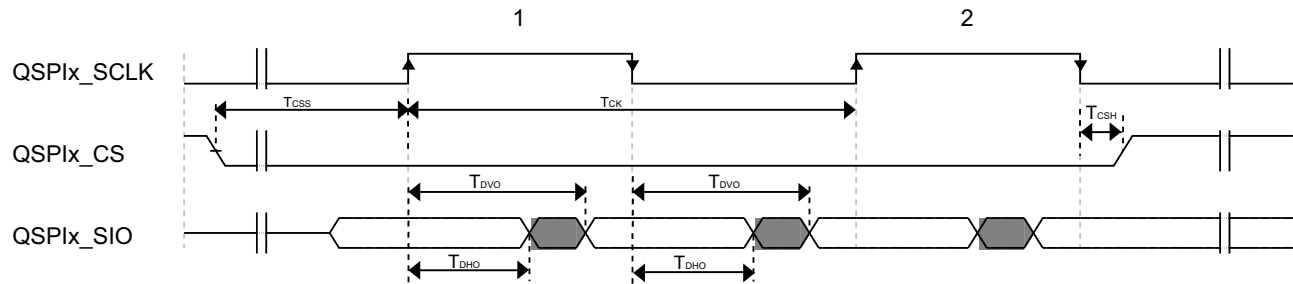 1 2
QSPIx_SCLK
TCSS TCK
TCSH
QSPIx_CS
TDVO TDVO
QSPIx_SIO
TDHO TDHO